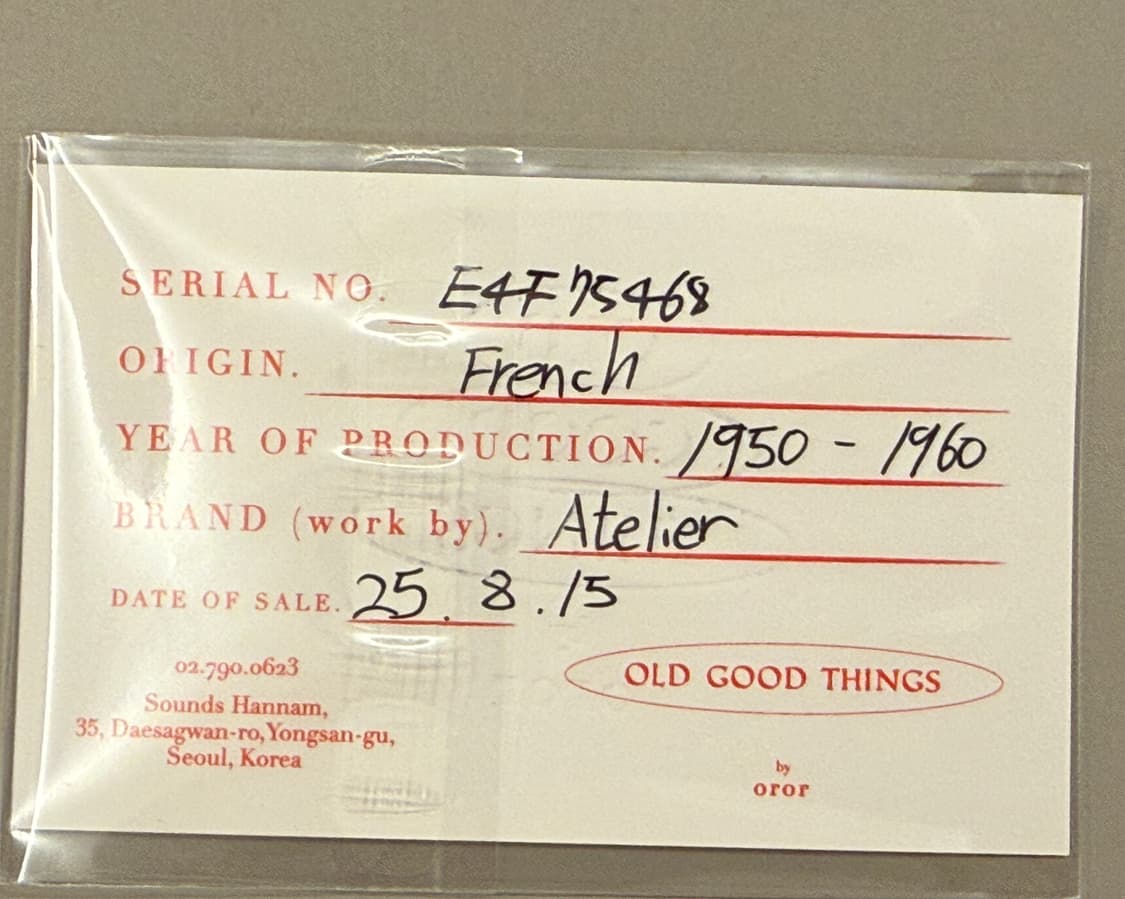 SERIAL NO. E4F75468
ORIGIN. French
YEAR OF PRODUCTION. 1950 - 1960
BRAND (work by). Atelier
DATE OF SALE. 25. 8. 15
02.790.0623
Sounds Hannam,
35, Daesagwan-ro, Yongsan-gu,
Seoul, Korea
OLD GOOD THINGS
by
oror